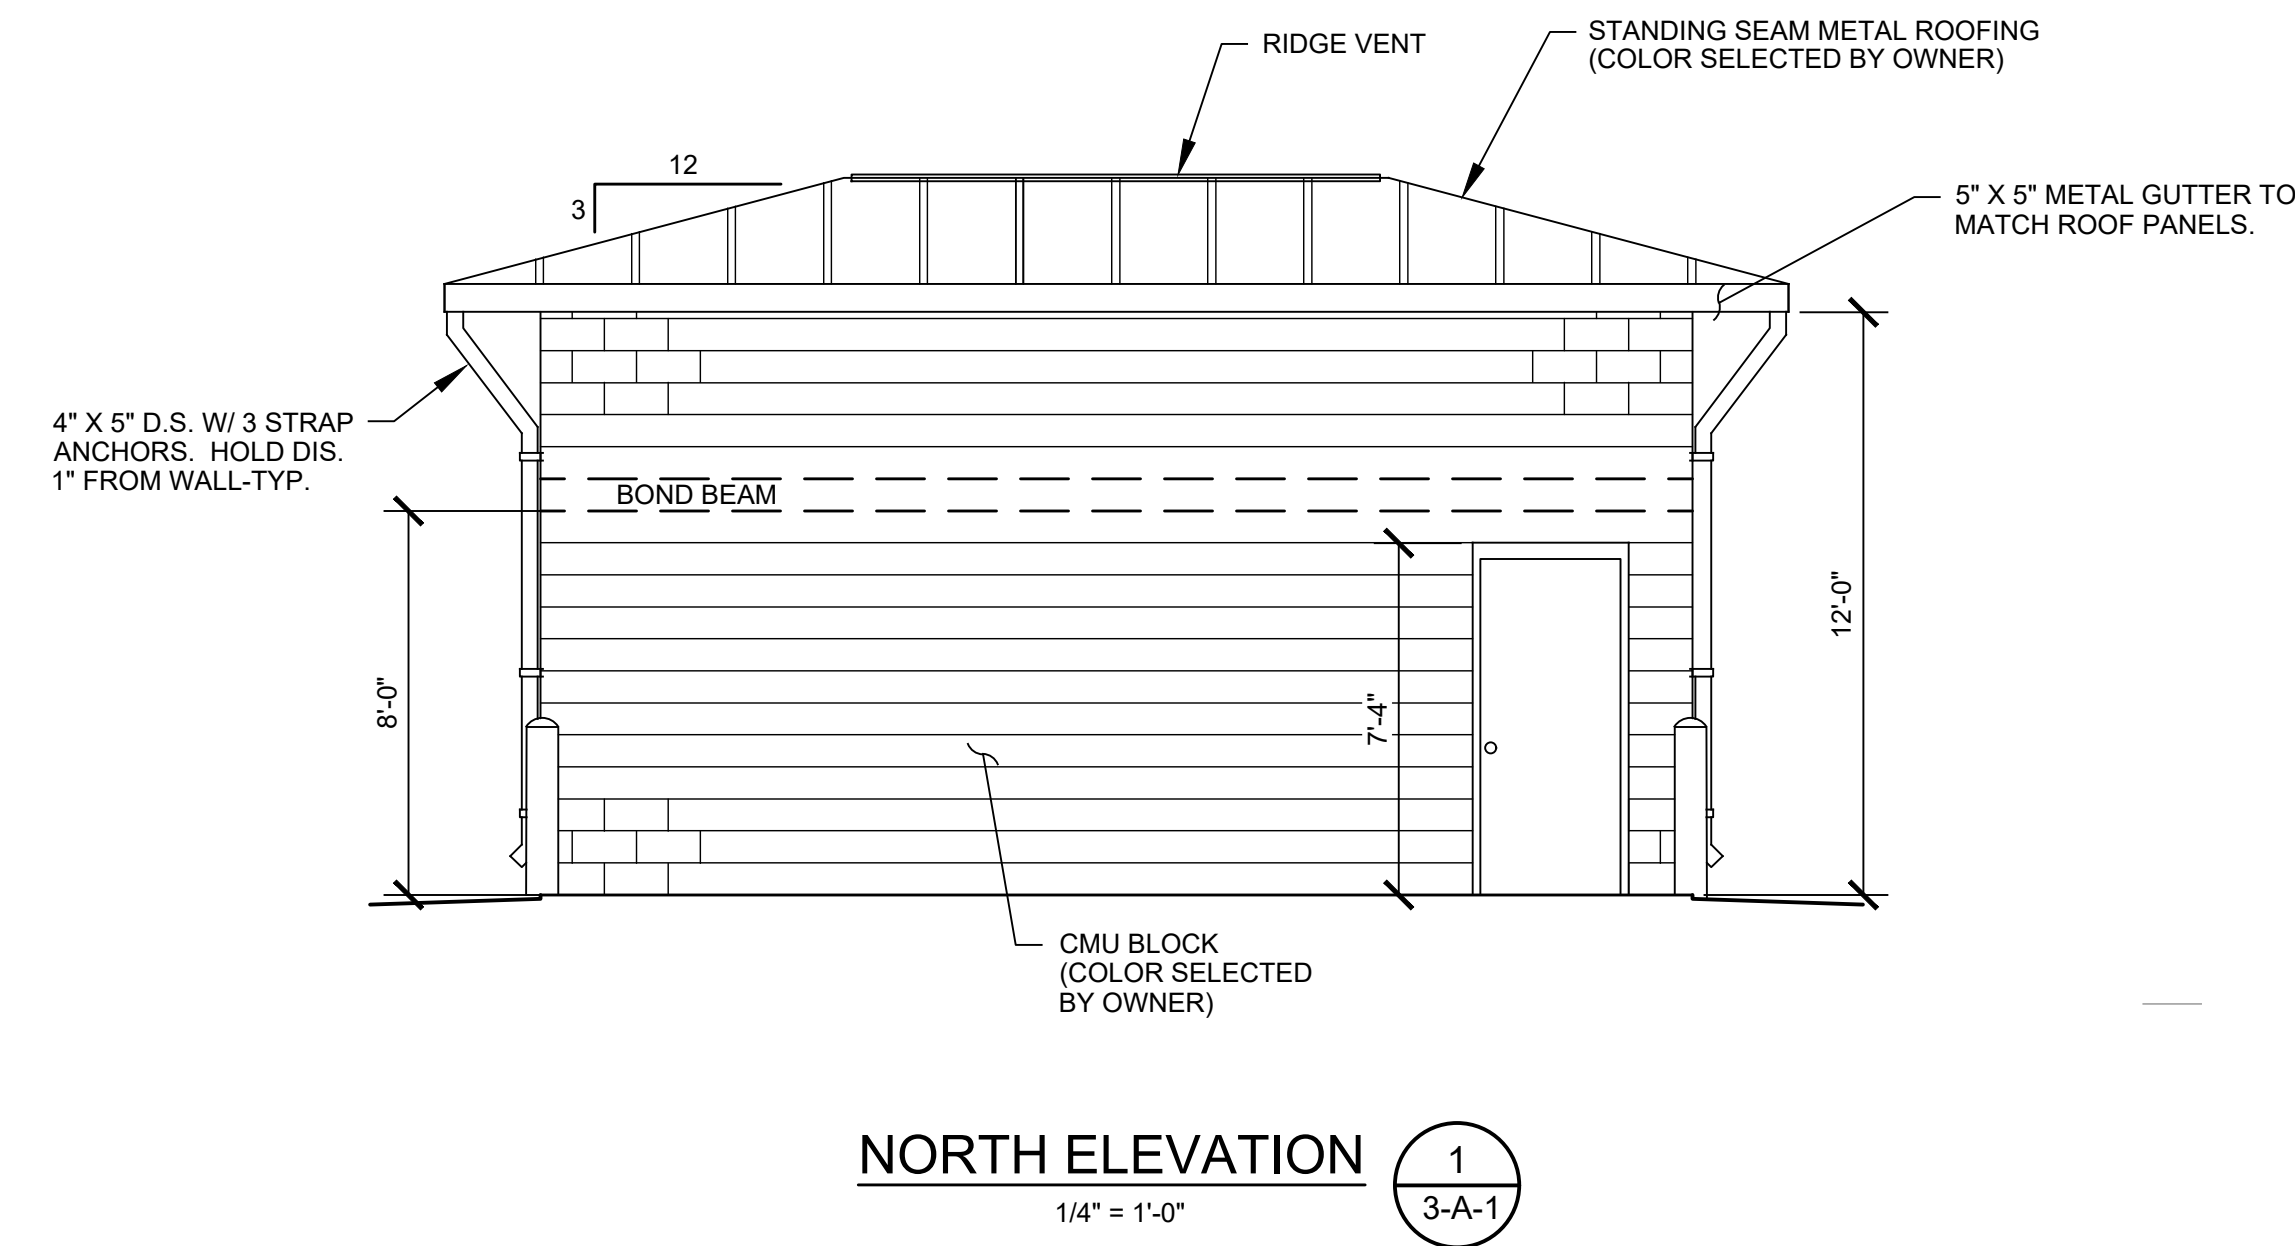 RIDGE VENT
STANDING SEAM METAL ROOFING
(COLOR SELECTED BY OWNER)
12
3
5" X 5" METAL GUTTER TO
MATCH ROOF PANELS.
4" X 5" D.S. W/ 3 STRAP
ANCHORS. HOLD DIS.
1" FROM WALL-TYP.
BOND BEAM
8'-0"
7'-4"
12'-0"
CMU BLOCK
(COLOR SELECTED
BY OWNER)
NORTH ELEVATION
1/4" = 1'-0"
1
3-A-1